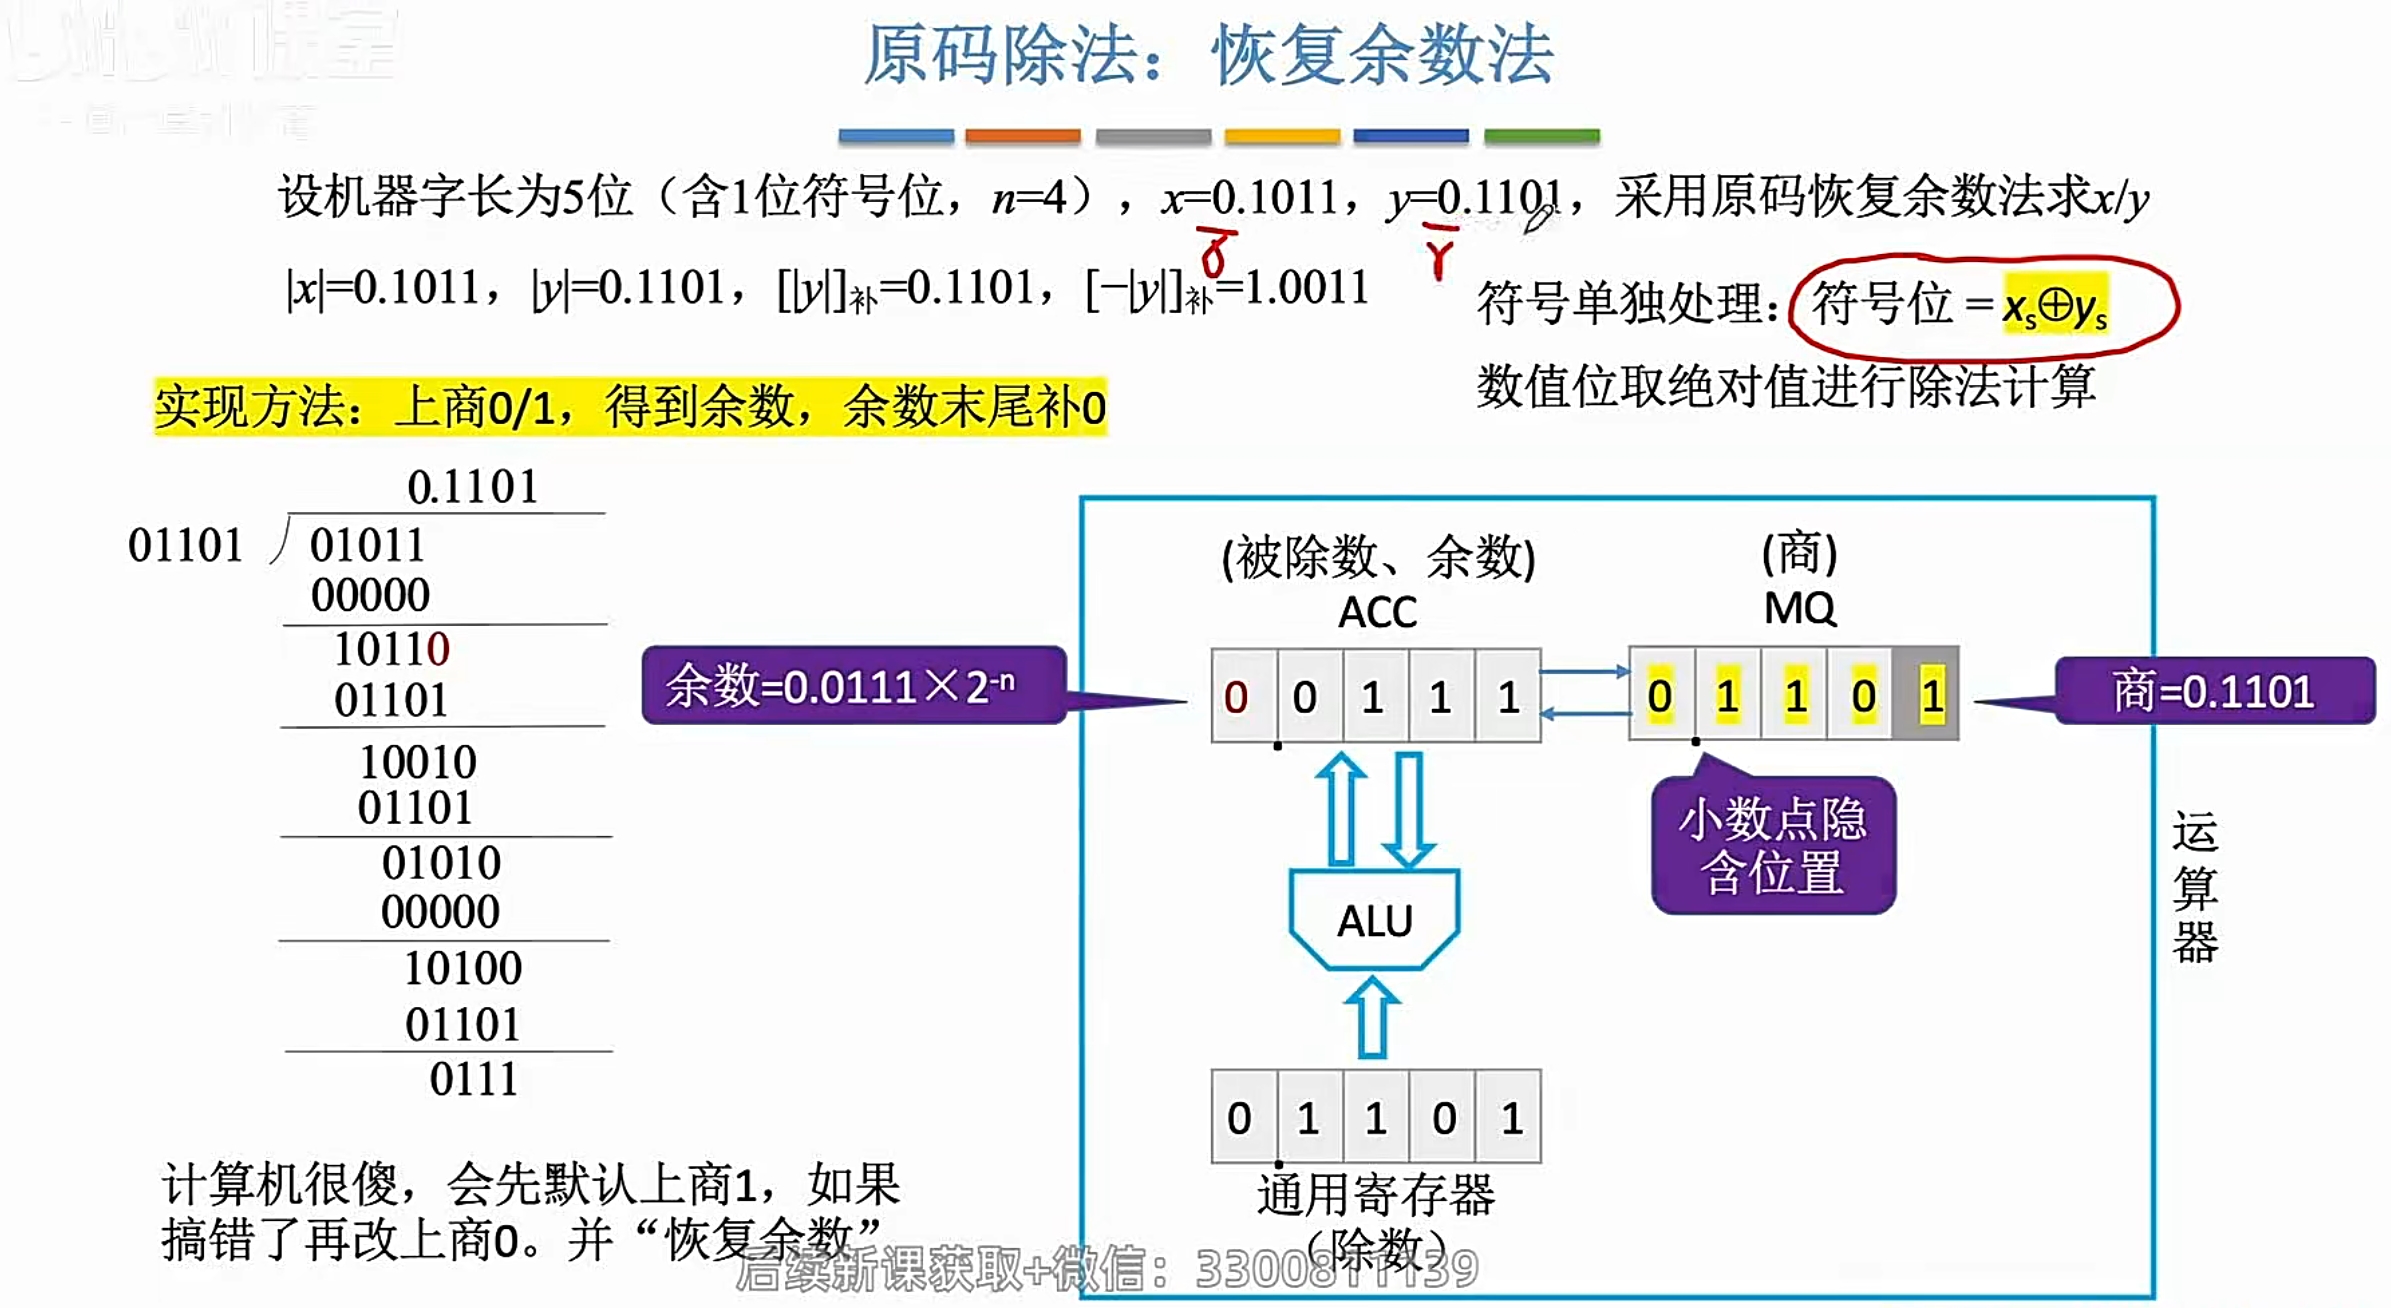 原码除法：恢复余数法
设机器字长为5位（含1位符号位，n=4），x=0.1011，y=0.1101，采用原码恢复余数法求x/y
|x|=0.1011，|y|=0.1101，[|y|]补=0.1101，[−|y|]补=1.0011
符号单独处理：符号位 = xs⊕ys
数值位取绝对值进行除法计算
实现方法：上商0/1，得到余数，余数末尾补0
0.1101
01101
01011
00000
10110
01101
10010
01101
01010
00000
10100
01101
0111
计算机很傻，会先默认上商1，如果
搞错了再改上商0。并“恢复余数”
(被除数、余数)
ACC
(商)
MQ
余数=0.0111×2-n
0 0 1 1 1
0 1 1 0 1
商=0.1101
小数点隐
含位置
ALU
运算器
0 1 1 0 1
通用寄存器
（除数）
后续新课获取+微信：3300811139